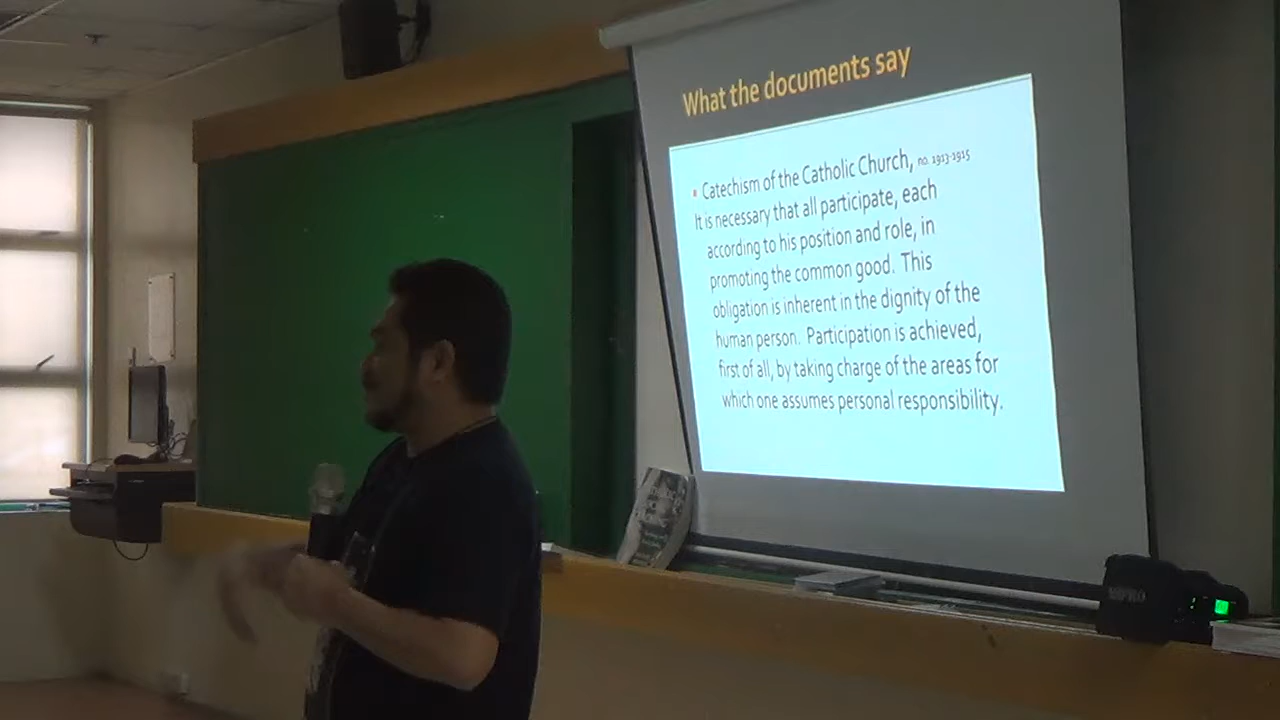 What the documents say
Catechism of the Catholic Church, no. 1913-1915
It is necessary that all participate, each
according to his position and role, in
promoting the common good. This
obligation is inherent in the dignity of the
human person. Participation is achieved,
first of all, by taking charge of the areas for
which one assumes personal responsibility.
MIPRO